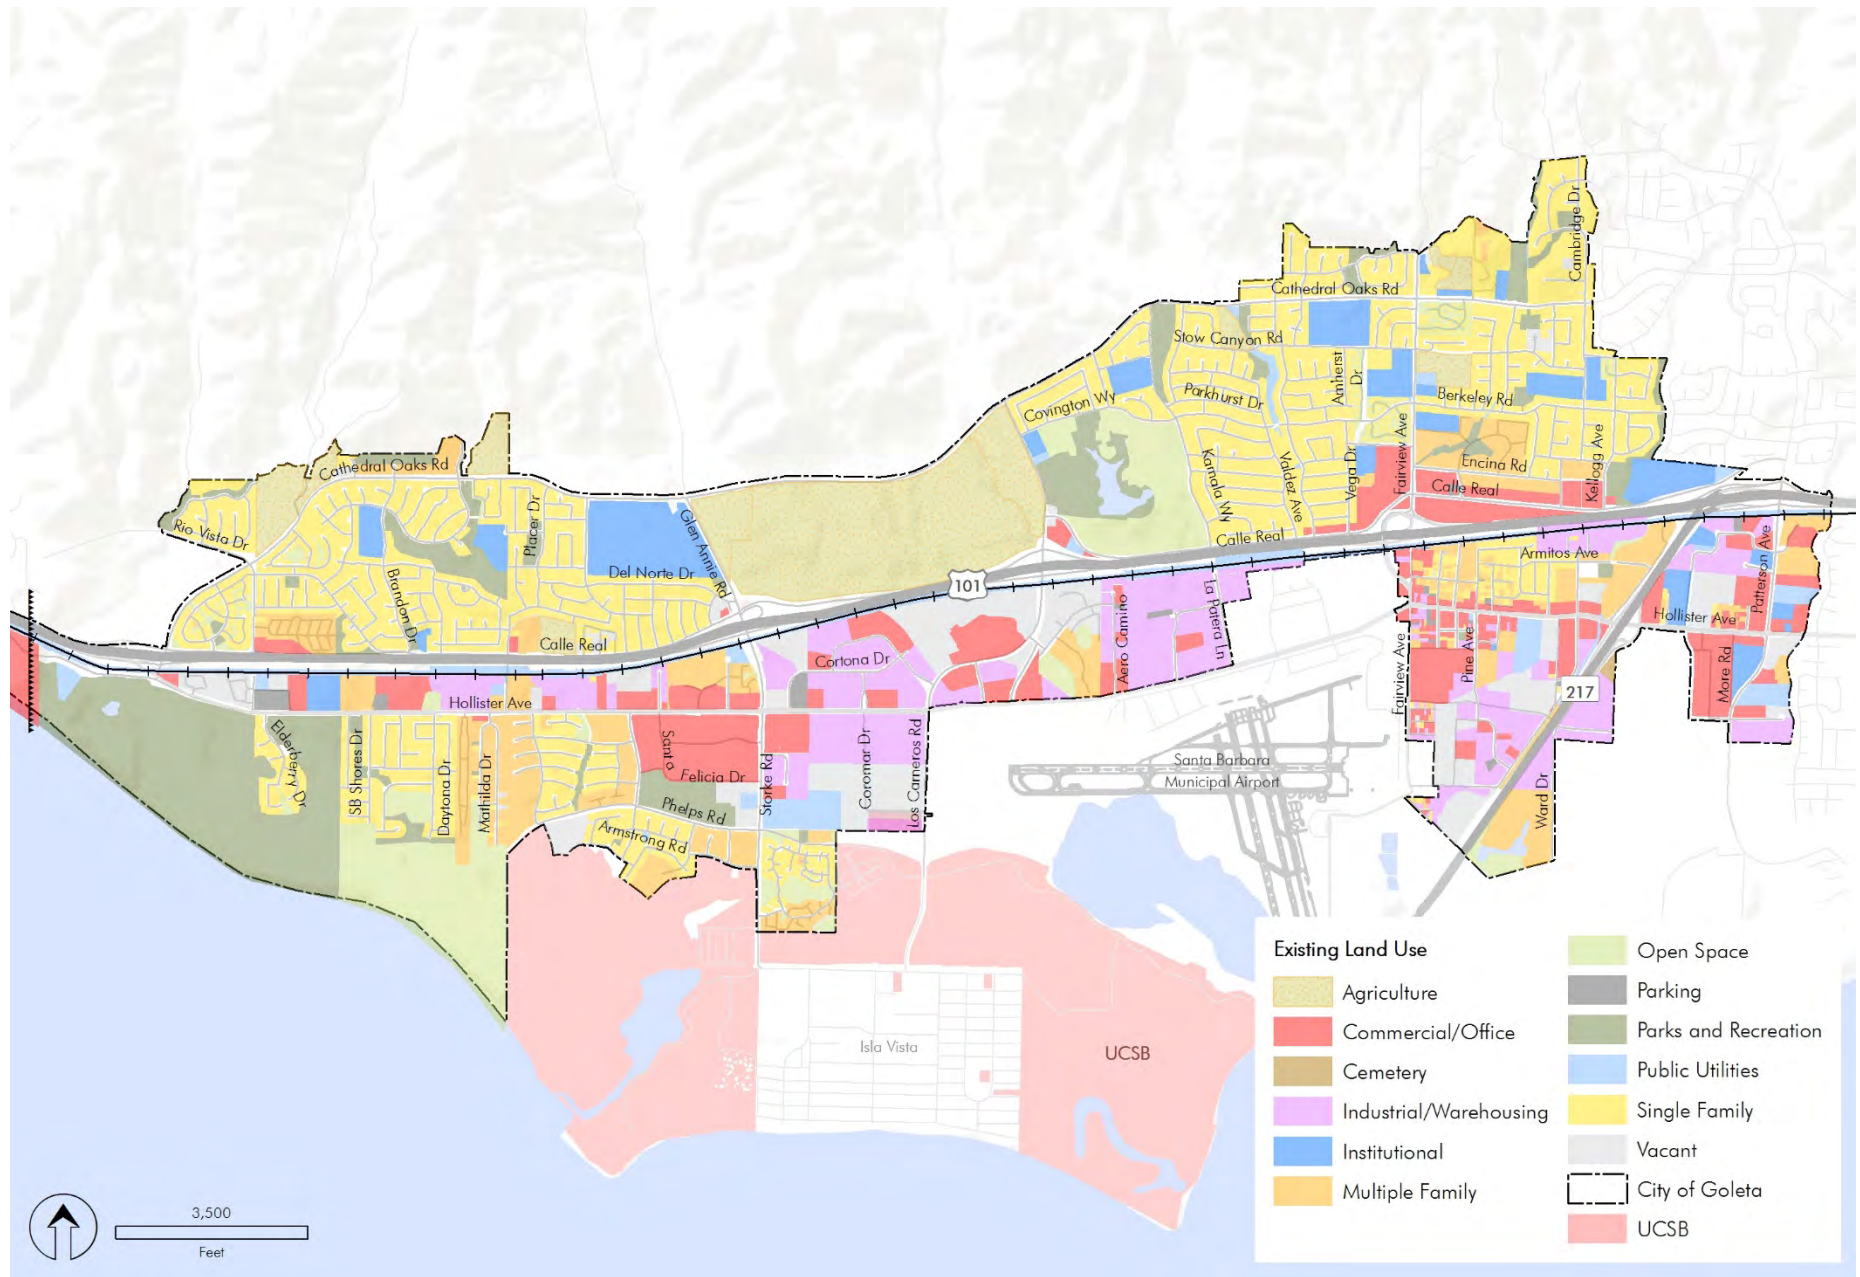 Cambridge Dr
Cathedral Oaks Rd
Stow Canyon Rd
Amherst
Dr
Parkhurst Dr
Berkeley Rd
Covington Wy
Fairview Ave
Kellogg Ave
Encina Rd
Vega Dr
Valdez Ave
Kamala Wy
Calle Real
Calle Real
Cathedral Oaks Rd
Placer Dr
Glen Annie Rd
Rio Vista Dr
Brandon Dr
Del Norte Dr
101
Armitos Ave
Patterson Ave
Hollister Ave
La Patera Ln
Aero Camino
Calle Real
Cortona Dr
Fairview Ave
Pine Ave
More Rd
217
Hollister Ave
Elderberry Dr
SB Shores Dr
Daytona Dr
Mathilda Dr
Santa
Felicia Dr
Storke Rd
Coromar Dr
Los Carneros Rd
Phelps Rd
Armstrong Rd
Santa Barbara
Municipal Airport
Ward Dr
Isla Vista
UCSB
Existing Land Use
Agriculture
Commercial/Office
Cemetery
Industrial/Warehousing
Institutional
Multiple Family
Open Space
Parking
Parks and Recreation
Public Utilities
Single Family
Vacant
City of Goleta
UCSB
3,500
Feet